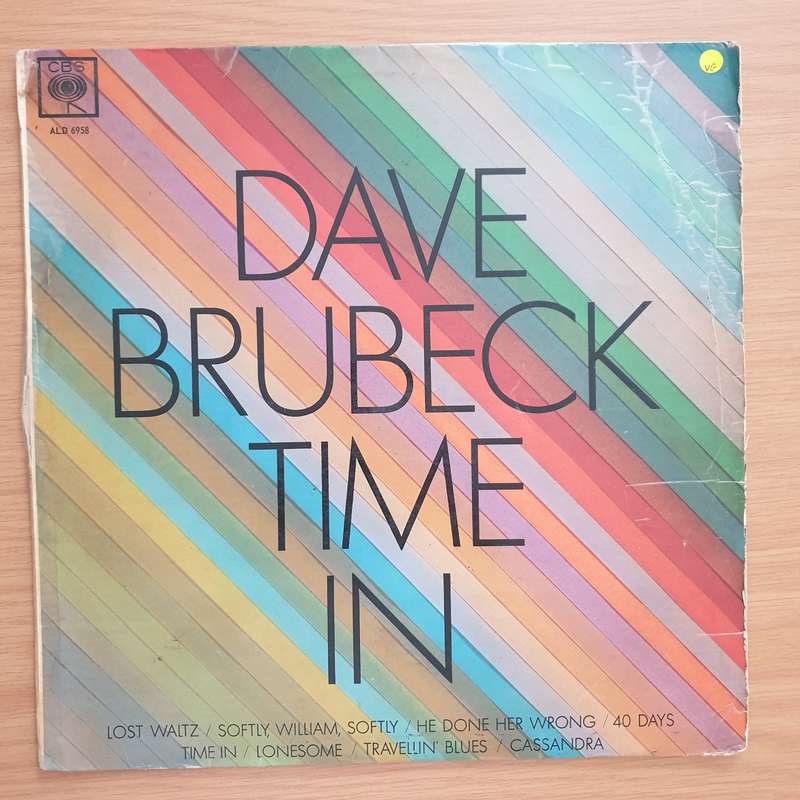 CBS
ALD 6958
VG
DAVE
BRUBECK
TIME
IN
LOST WALTZ / SOFTLY, WILLIAM, SOFTLY / HE DONE HER WRONG / 40 DAYS
TIME IN / LONESOME / TRAVELLIN' BLUES / CASSANDRA